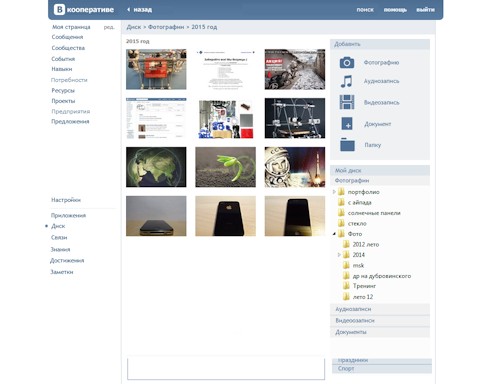 В кооперативе
назад
поиск помощь выйти
Моя страница ред.
Сообщения
Сообщества
События
Навыки
Потребности
Ресурсы
Проекты
Предприятия
Предложения
Настройки
Приложения
Диск
Связи
Знания
Достижения
Заметки
Диск > Фотографии > 2015 год
2015 год
Добавить
Фотографию
Аудиозапись
Видеозапись
Документ
Папку
Мой диск
Фотографии
портфолио
с айпада
солнечные панели
стекло
Фото
2012 лето
2014
msk
др на дубровинского
Тренинг
лето 12
Аудиозаписи
Видеозаписи
Документы
Праздники
Спорт